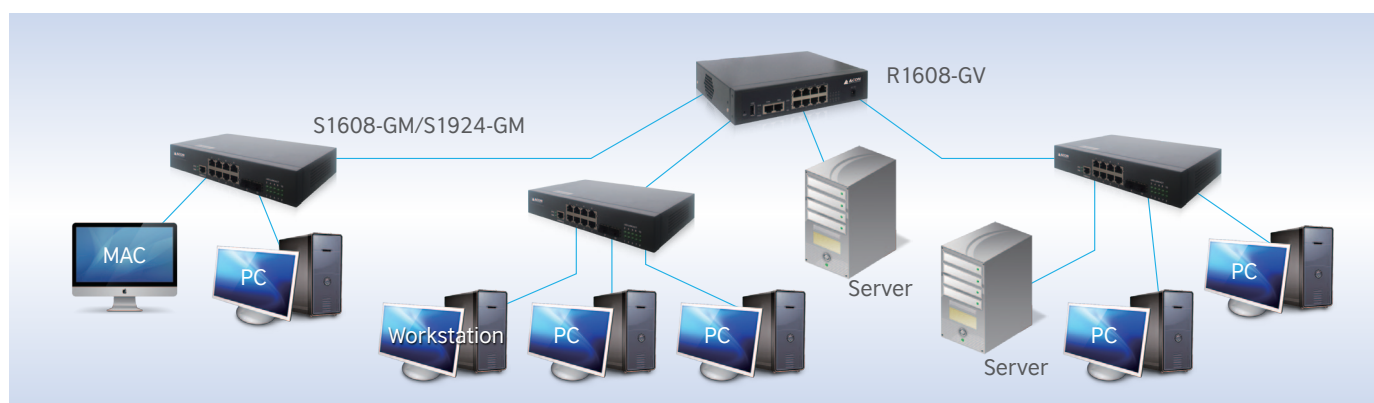 R1608-GV
S1608-GM/S1924-GM
MAC
PC
Workstation
PC
PC
Server
Server
PC
PC